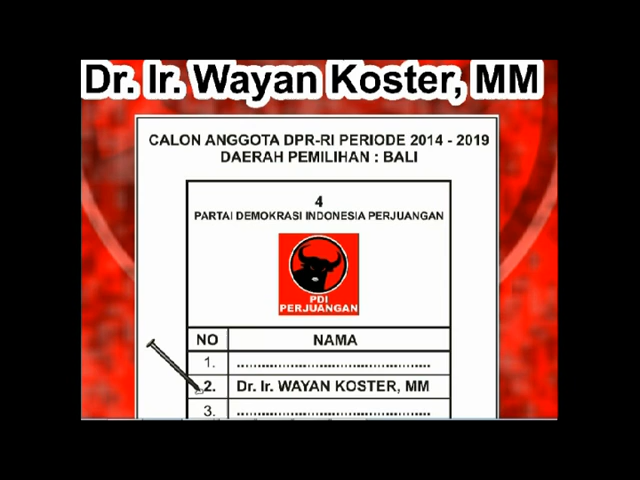 Dr. Ir. Wayan Koster, MM
CALON ANGGOTA DPR-RI PERIODE 2014 - 2019
DAERAH PEMILIHAN : BALI
4
PARTAI DEMOKRASI INDONESIA PERJUANGAN
PDI
PERJUANGAN
NO NAMA
1. ........................................
2. Dr. Ir. WAYAN KOSTER, MM
3. ........................................